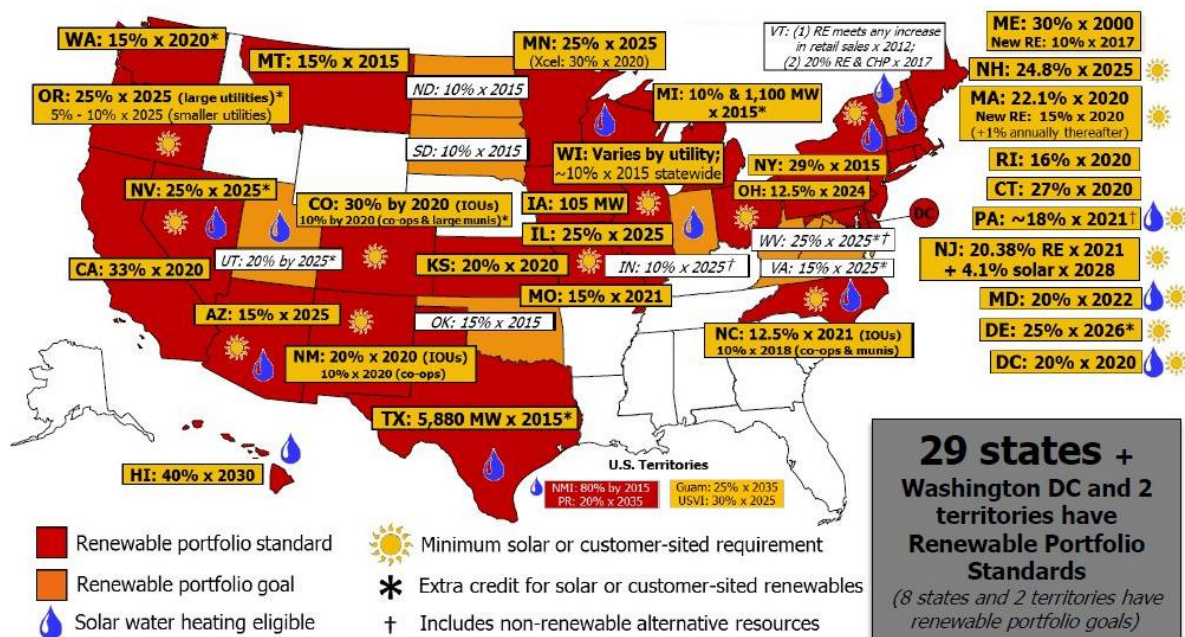 WA: 15% x 2020*
MT: 15% x 2015
MN: 25% x 2025
(Xcel: 30% x 2020)
VT: (1) RE meets any increase
in retail sales x 2012;
(2) 20% RE & CHP x 2017
ME: 30% x 2000
New RE: 10% x 2017
NH: 24.8% x 2025
OR: 25% x 2025 (large utilities)*
5% - 10% x 2025 (smaller utilities)
ND: 10% x 2015
MI: 10% & 1,100 MW
x 2015*
MA: 22.1% x 2020
New RE: 15% x 2020
(+1% annually thereafter)
SD: 10% x 2015
WI: Varies by utility;
~10% x 2015 statewide
NY: 29% x 2015
RI: 16% x 2020
CT: 27% x 2020
NV: 25% x 2025*
CO: 30% by 2020 (IOUs)
10% by 2020 (co-ops & large munis)*
IA: 105 MW
OH: 12.5% x 2024
DC
PA: ~18% x 2021†
IL: 25% x 2025
WV: 25% x 2025*†
NJ: 20.38% RE x 2021
+ 4.1% solar x 2028
CA: 33% x 2020
UT: 20% by 2025*
KS: 20% x 2020
IN: 10% x 2025†
VA: 15% x 2025*
MD: 20% x 2022
AZ: 15% x 2025
MO: 15% x 2021
OK: 15% x 2015
NC: 12.5% x 2021 (IOUs)
10% x 2018 (co-ops & munis)
DE: 25% x 2026*
NM: 20% x 2020 (IOUs)
10% x 2020 (co-ops)
DC: 20% x 2020
TX: 5,880 MW x 2015*
HI: 40% x 2030
U.S. Territories
NMI: 80% by 2015
PR: 20% x 2035
Guam: 25% x 2035
USVI: 30% x 2025
Renewable portfolio standard
Renewable portfolio goal
Solar water heating eligible
Minimum solar or customer-sited requirement
* Extra credit for solar or customer-sited renewables
† Includes non-renewable alternative resources
29 states +
Washington DC and 2
territories have
Renewable Portfolio
Standards
(8 states and 2 territories have
renewable portfolio goals)